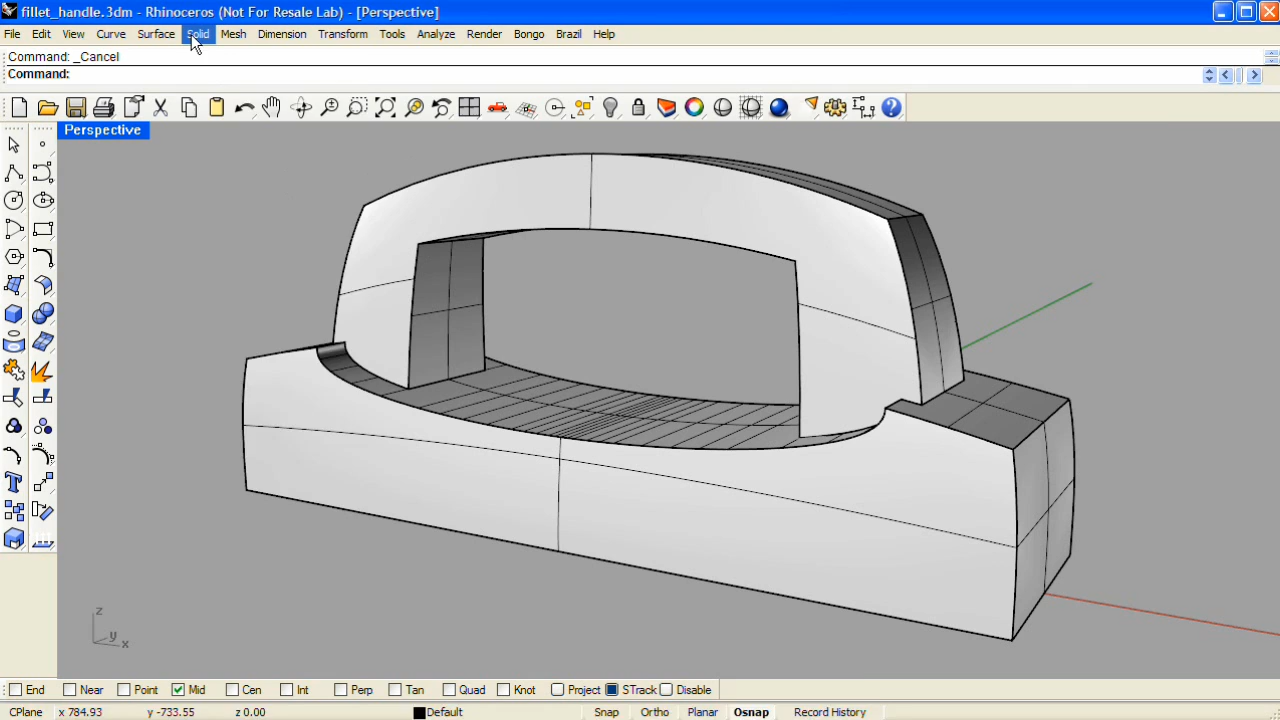 fillet_handle.3dm - Rhinoceros (Not For Resale Lab) - [Perspective]
File Edit View Curve Surface Solid Mesh Dimension Transform Tools Analyze Render Bongo Brazil Help
Command: _Cancel
Command:
Perspective
z
y
x
End Near Point Mid Cen Int Perp Tan Quad Knot Project STrack Disable
CPlane x 784.93 y -733.55 z 0.00 Default Snap Ortho Planar Osnap Record History